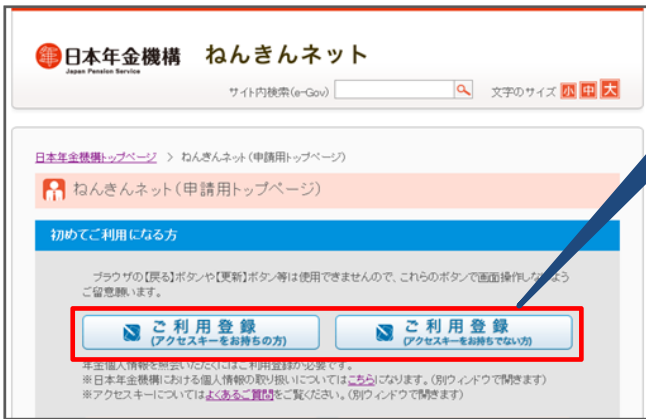 日本年金機構 ねんきんネット
Japan Pension Service
サイト内検索(e-Gov) 文字のサイズ 小 中 大
日本年金機構トップページ > ねんきんネット(申請用トップページ)
ねんきんネット(申請用トップページ)
初めてご利用になる方
ブラウザの【戻る】ボタンや【更新】ボタン等は使用できませんので、これらのボタンで画面操作しないよう
ご留意願います。
ご利用登録 ご利用登録
(アクセスキーをお持ちの方) (アクセスキーをお持ちでない方)
年金個人情報を照会いただくにはご利用登録が必要です。
※日本年金機構における個人情報の取り扱いについてはこちらになります。(別ウィンドウで開きます)
※アクセスキーについてはよくあるご質問をご覧ください。(別ウィンドウで開きます)